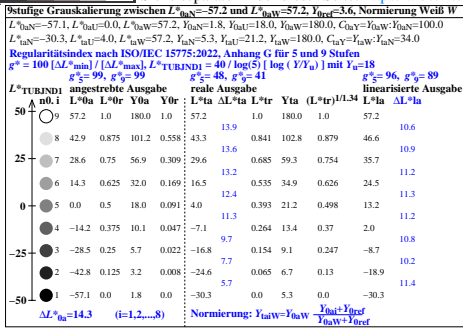 9stufige Grauskalierung zwischen L*0aN=−57.2 und L*0aW=57.2, Y0ref=3.6, Normierung Weiß W
L*0aN=−57.1, L*0aU=0.0, L*0aW=57.2, Y0aN=1.8, Y0aU=18.0, Y0aW=180.0, C0aY=Y0aW:Y0aN=100.0
L*taN=−30.3, L*taU=4.0, L*taW=57.2, YtaN=5.3, YtaU=21.2, YtaW=180.0, CtaY=YtaW:YtaN=34.0
Regularitätsindex nach ISO/IEC 15775:2022, Anhang G für 5 und 9 Stufen
g* = 100 [ΔL*min] / [ΔL*max], L*TUBJND1 = 40 / log(5) [ log ( Y/Yu) ] mit Yu=18
g*5= 99, g*9= 99 g*5= 48, g*9= 41 g*5= 96, g*9= 89
L*TUBJND1 angestrebte Ausgabe reale Ausgabe linearisierte Ausgabe
n0. i L*0a L*0r Y0a Y0r L*ta ΔL*ta L*tr Yta (L*tr)1/1.34 L*la ΔL*la
50 9 57.2 1.0 180.0 1.0 57.2 1.0 180.0 1.0 57.2
13.9 10.6
8 42.9 0.875 101.2 0.558 43.3 0.841 102.8 0.879 46.6
13.6 10.9
25 7 28.6 0.75 56.9 0.309 29.6 0.685 59.3 0.754 35.7
13.2 11.2
6 14.3 0.625 32.0 0.169 16.5 0.535 34.9 0.626 24.5
12.4 11.3
0 5 0.0 0.5 18.0 0.091 4.0 0.393 21.2 0.498 13.2
11.3 11.2
4 −14.2 0.375 10.1 0.047 −7.1 0.264 13.4 0.37 2.0
9.7 10.8
−25 3 −28.5 0.25 5.7 0.022 −16.8 0.154 9.1 0.247 −8.7
7.7 10.2
2 −42.8 0.125 3.2 0.008 −24.6 0.065 6.7 0.13 −18.9
5.7 11.4
−50 1 −57.1 0.0 1.8 0.0 −30.3 0.0 5.3 0.0 −30.3
ΔL*0a=14.3 (i=1,2,...,8) Normierung: YtaiW=Y0aW Y0ai+Y0ref / Y0aW+Y0ref